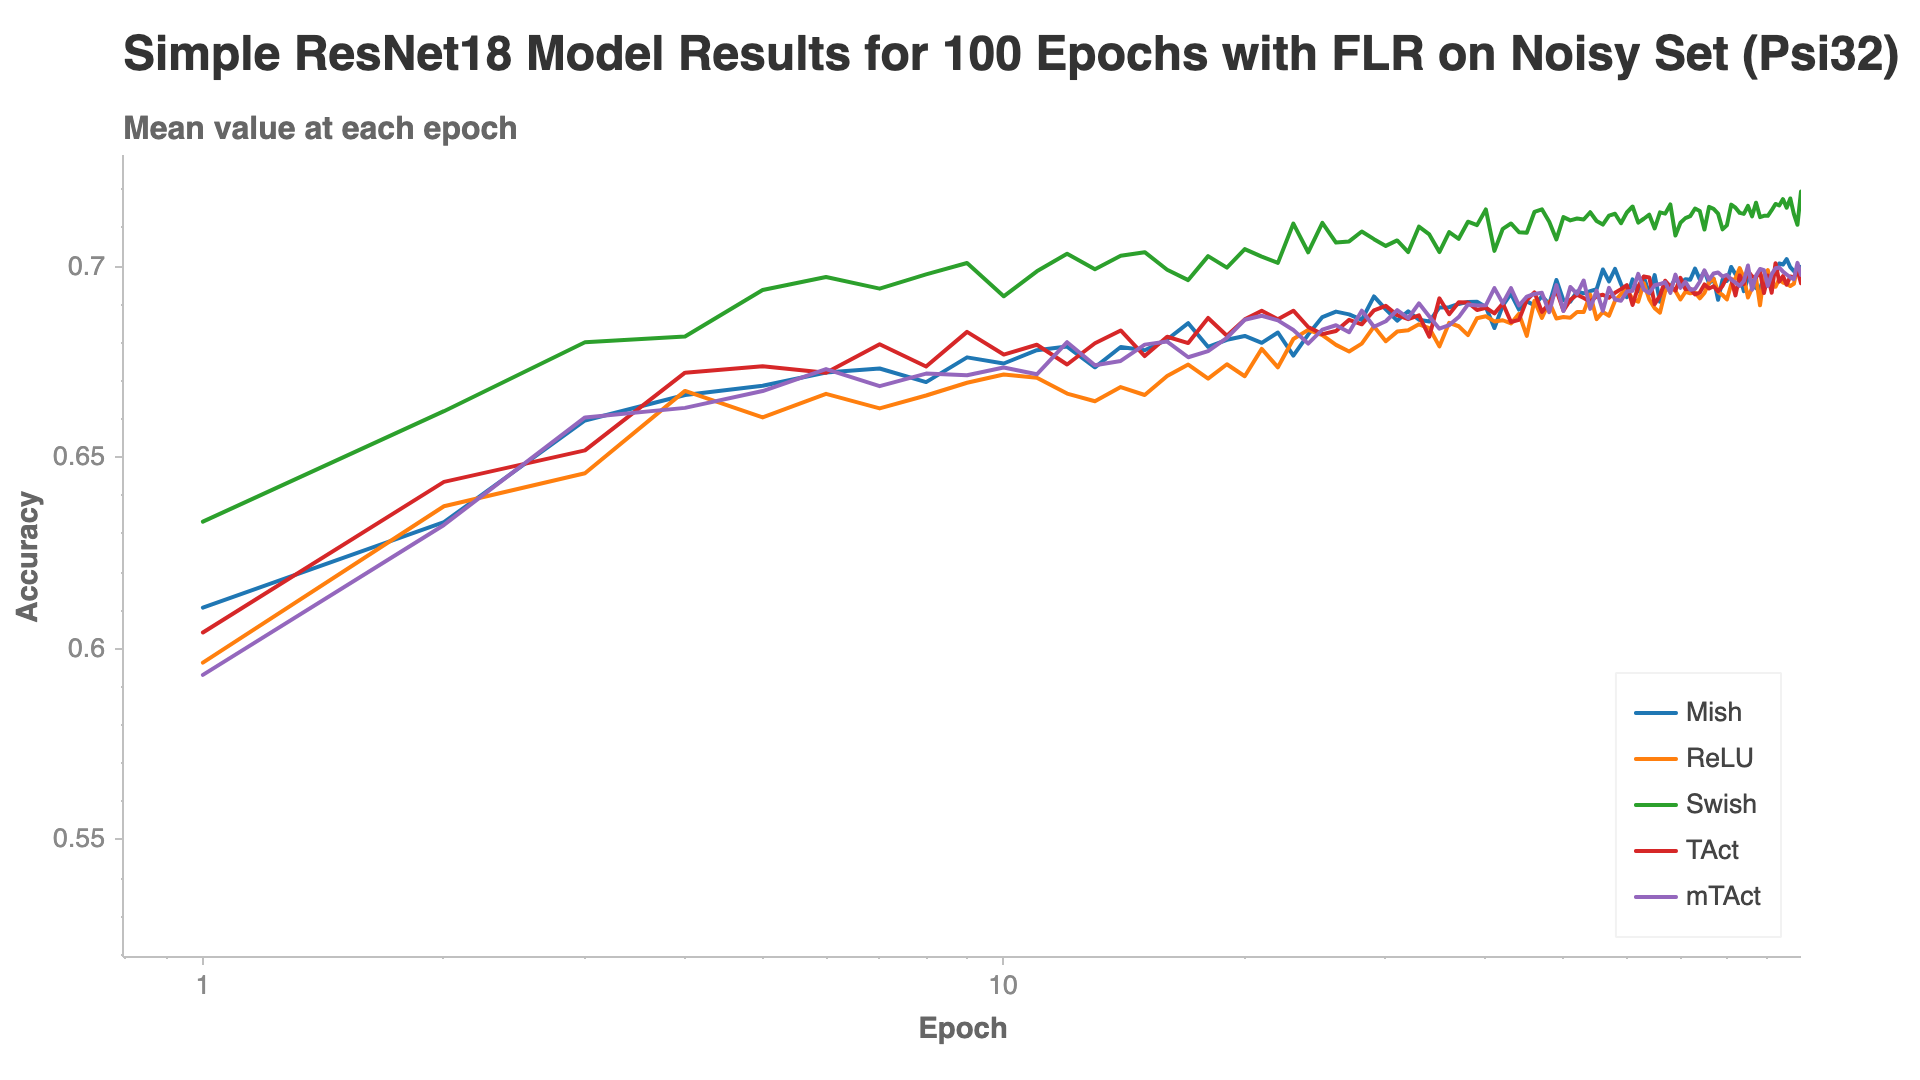 Simple ResNet18 Model Results for 100 Epochs with FLR on Noisy Set (Psi32)
Mean value at each epoch
Accuracy
0.7
0.65
0.6
0.55
1
10
Epoch
Mish
ReLU
Swish
TAct
mTAct